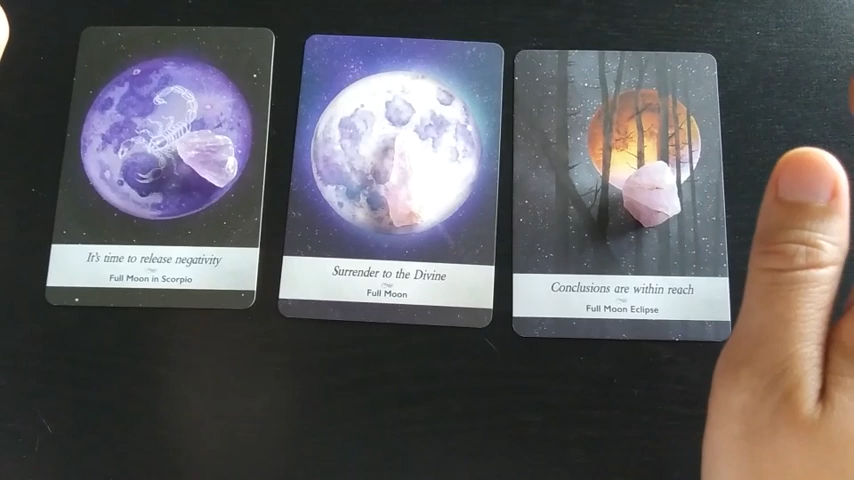 It's time to release negativity
Full Moon in Scorpio
Surrender to the Divine
Full Moon
Conclusions are within reach
Full Moon Eclipse